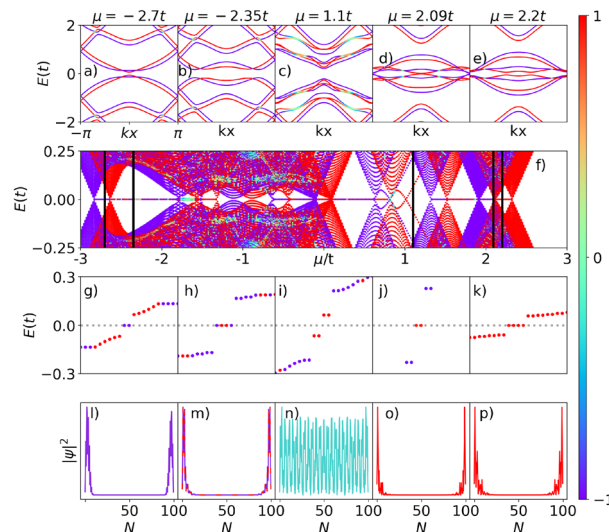 μ = −2.7t μ = −2.35t μ = 1.1t μ = 2.09t μ = 2.2t
2 1
E(t) 0 a) b) c) d) e)
−2
−π kx π kx kx kx kx
0.25 f)
E(t) 0.00
−0.25
−3 −2 −1 0 μ/t 1 2 3
0
0.3 g) h) i) j) k)
E(t) 0.0
−0.3
|ψ|² l) m) n) o) p)
−1
50 100 50 100 50 100 50 100 50 100
N N N N N